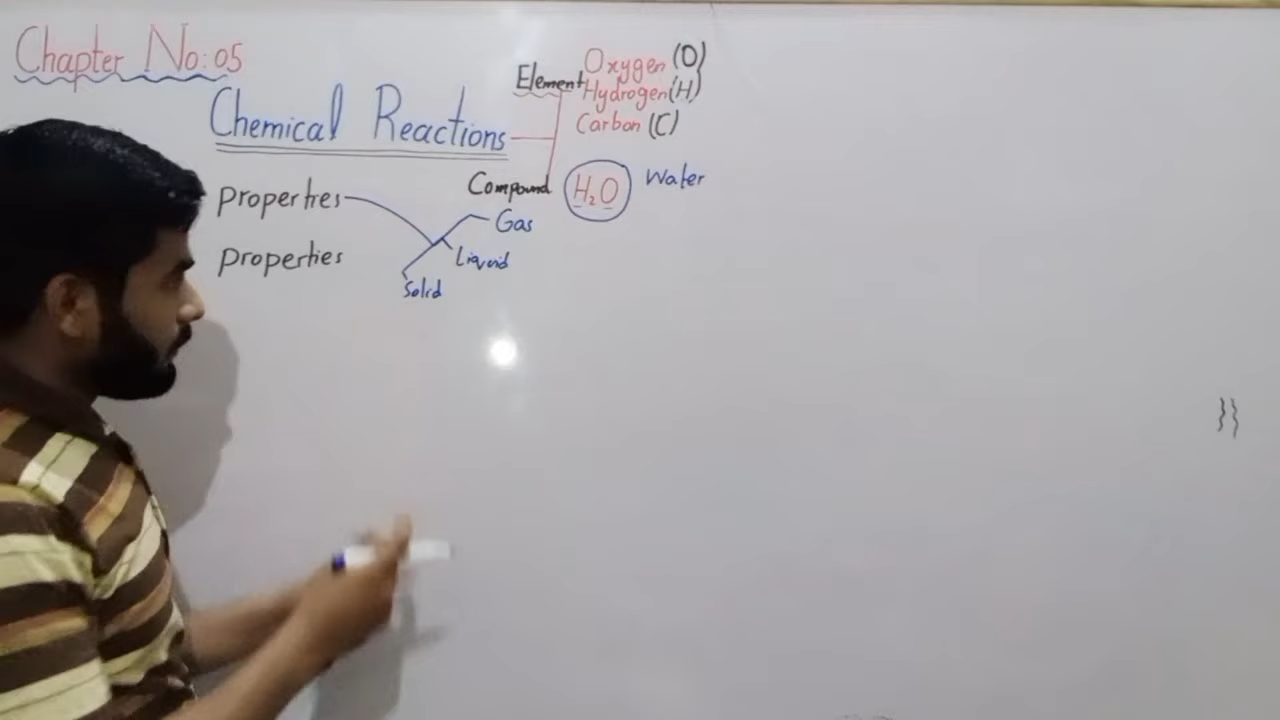 Chapter No: 05
Chemical Reactions
Element
Oxygen (O)
Hydrogen (H)
Carbon (C)
Compound
H₂O
Water
properties
Gas
Liquid
Solid
properties